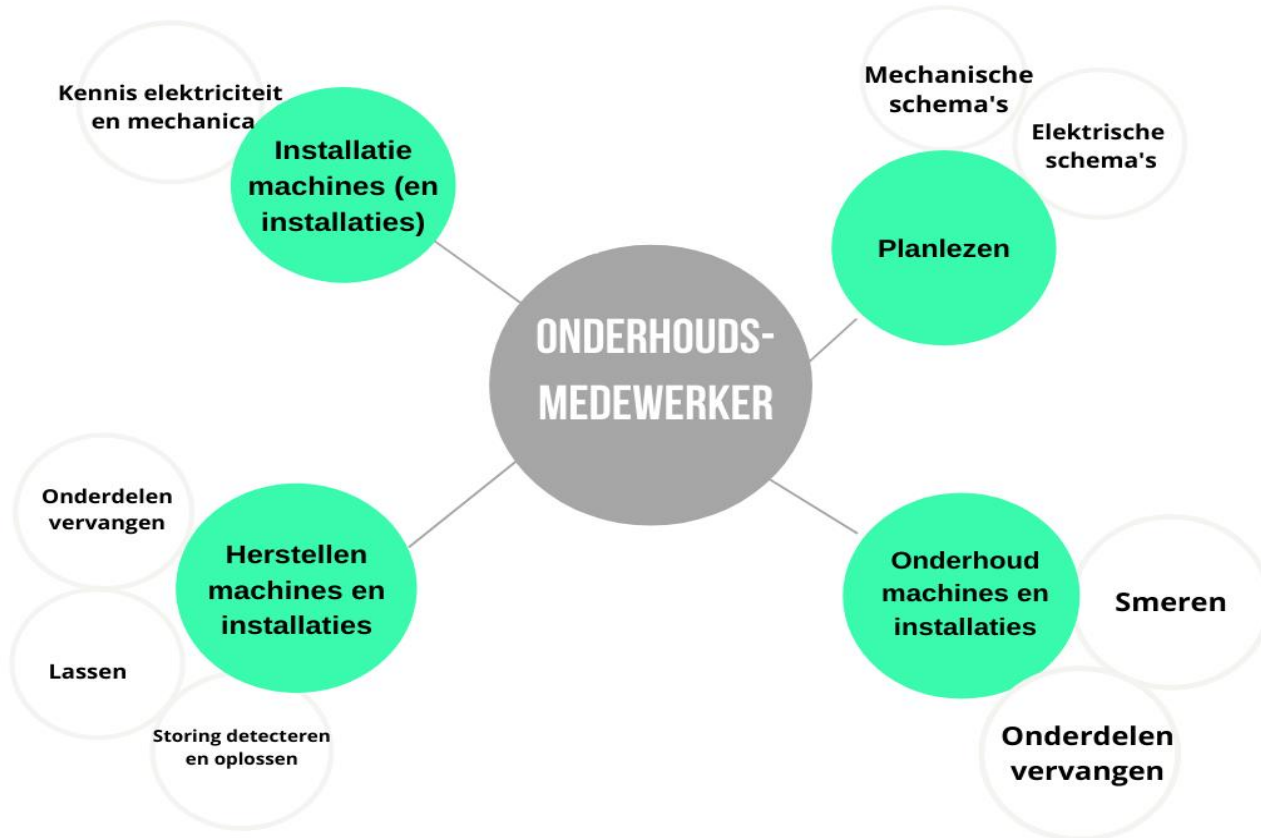 Kennis elektriciteit
en mechanica
Installatie
machines (en
installaties)
Mechanische
schema's
Elektrische
schema's
Planlezen
ONDERHOUDS-
MEDEWERKER
Onderdelen
vervangen
Herstellen
machines en
installaties
Lassen
Storing detecteren
en oplossen
Onderhoud
machines en
installaties
Smeren
Onderdelen
vervangen